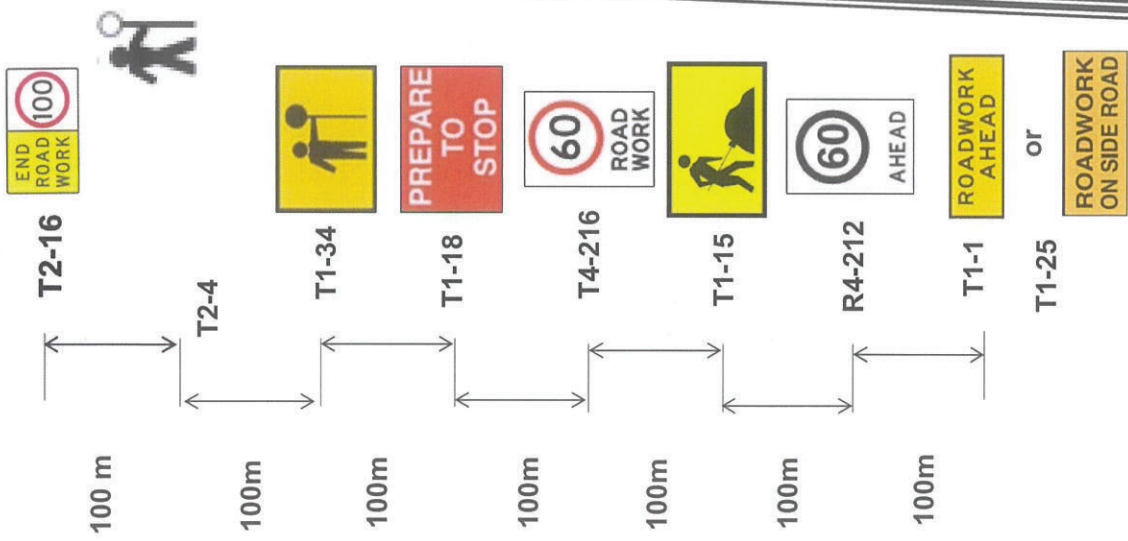 END
ROAD
WORK
100
T2-16
100 m
T2-4
100m
T1-34
100m
PREPARE
TO
STOP
T1-18
100m
60
ROAD
WORK
T4-216
100m
T1-15
100m
60
AHEAD
R4-212
100m
ROADWORK
AHEAD
T1-1
or
ROADWORK
ON SIDE ROAD
T1-25